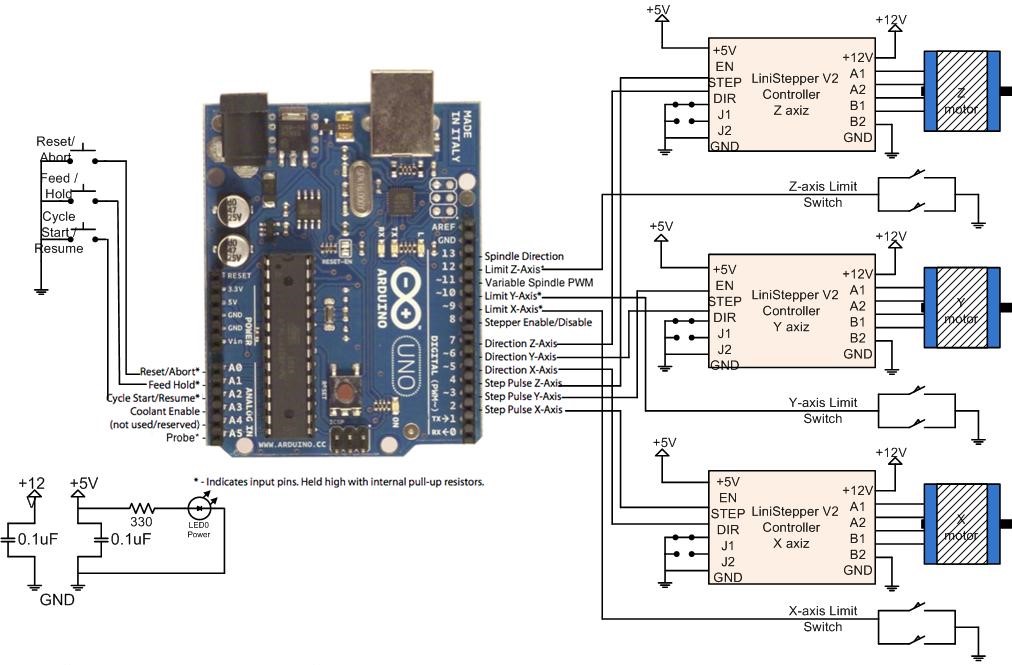 Reset/
Abort
Feed /
Hold
Cycle
Start /
Resume
MADE
IN ITALY
AREF
GND
13
12
~11
~10
~9
8
7
~6
~5
4
~3
2
TX→1
RX←0
DIGITAL (PWM~)
RX
TX
L
RESET-EN
ARDUINO
UNO
RESET
3.3V
5V
GND
GND
Vin
POWER
A0
A1
A2
A3
A4
A5
ANALOG IN
RESET
ICSP
ON
WWW.ARDUINO.CC
47
25V
47
25V
Reset/Abort*
Feed Hold*
Cycle Start/Resume*
Coolant Enable
(not used/reserved)
Probe*
Spindle Direction
Limit Z-Axis*
Variable Spindle PWM
Limit Y-Axis*
Limit X-Axis*
Stepper Enable/Disable
Direction Z-Axis
Direction Y-Axis
Direction X-Axis
Step Pulse Z-Axis
Step Pulse Y-Axis
Step Pulse X-Axis
* - Indicates input pins. Held high with internal pull-up resistors.
+12
V
+5V
0.1uF
0.1uF
330
LED0
Power
GND
+5V
+12V
+5V
EN
STEP
DIR
J1
J2
GND
LiniStepper V2
Controller
Z axiz
+12V
A1
A2
B1
B2
GND
Z
motor
Z-axis Limit
Switch
+5V
+12V
+5V
EN
STEP
DIR
J1
J2
GND
LiniStepper V2
Controller
Y axiz
+12V
A1
A2
B1
B2
GND
Y
motor
Y-axis Limit
Switch
+5V
+12V
+5V
EN
STEP
DIR
J1
J2
GND
LiniStepper V2
Controller
X axiz
+12V
A1
A2
B1
B2
GND
X
motor
X-axis Limit
Switch